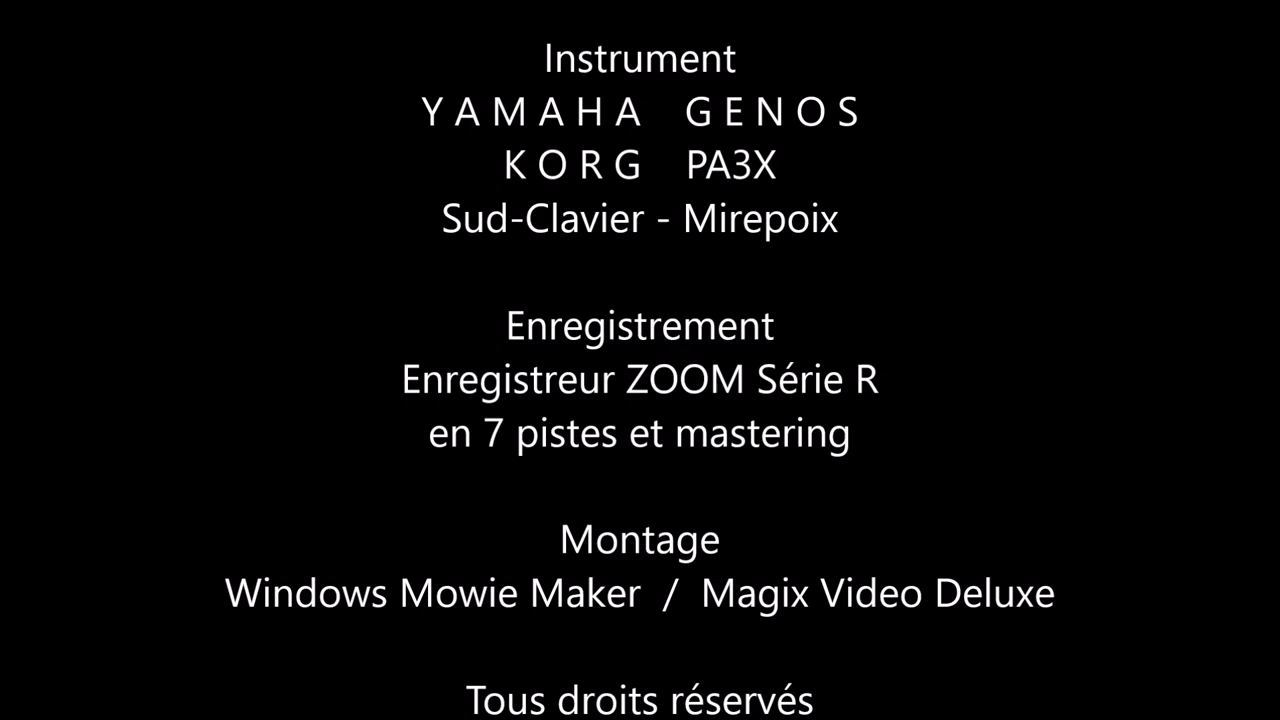 Instrument
Y A M A H A G E N O S
K O R G PA3X
Sud-Clavier - Mirepoix
Enregistrement
Enregistreur ZOOM Série R
en 7 pistes et mastering
Montage
Windows Mowie Maker / Magix Video Deluxe
Tous droits réservés